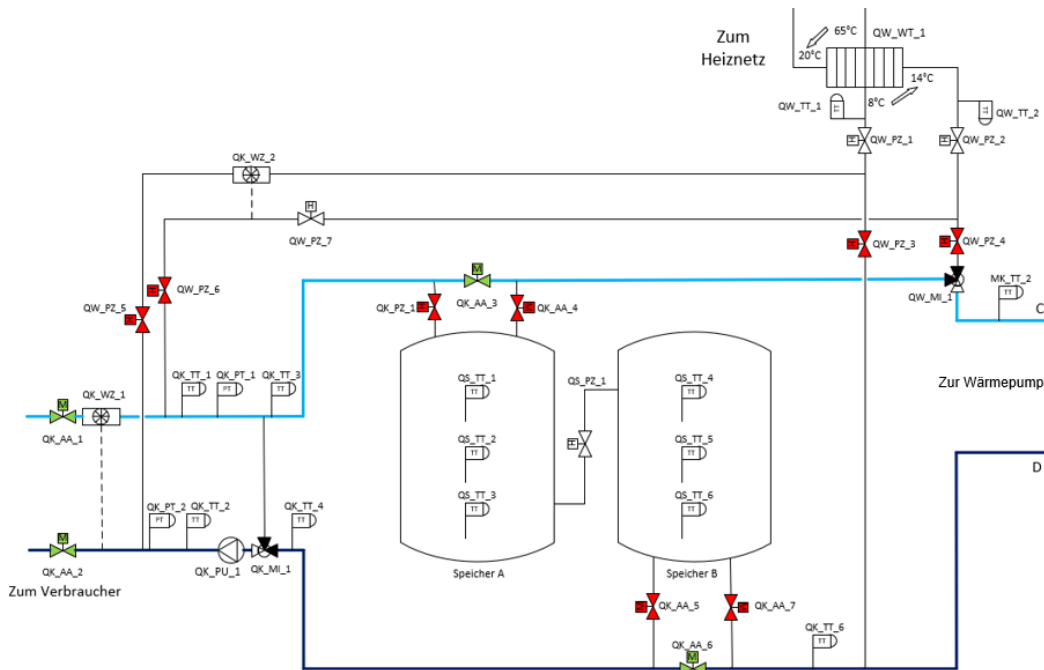 Zum
Heiznetz
65°C
QW_WT_1
20°C
14°C
8°C
QW_TT_1
TT
TT
QW_TT_2
H
QW_PZ_1
H
QW_PZ_2
QK_WZ_2
H
QW_PZ_7
H
QW_PZ_3
H
QW_PZ_4
H
QW_PZ_6
QW_PZ_5
H
M
QK_AA_3
H
QK_PZ_1
QK_AA_4
QW_MI_1
MK_TT_2
TT
C
QK_TT_1
TT
QK_PT_1
PT
QK_TT_3
TT
QS_TT_1
TT
QS_PZ_1
QS_TT_4
TT
Zur Wärmepump
M
QK_WZ_1
QK_AA_1
QS_TT_2
TT
H
QS_TT_5
TT
D
QK_PT_2
PT
QK_TT_2
TT
QK_TT_4
TT
QS_TT_3
TT
QS_TT_6
TT
M
QK_AA_2
QK_PU_1
QK_MI_1
Speicher A
Speicher B
Zum Verbraucher
M
QK_AA_5
QK_AA_7
M
QK_AA_6
QK_TT_6
TT